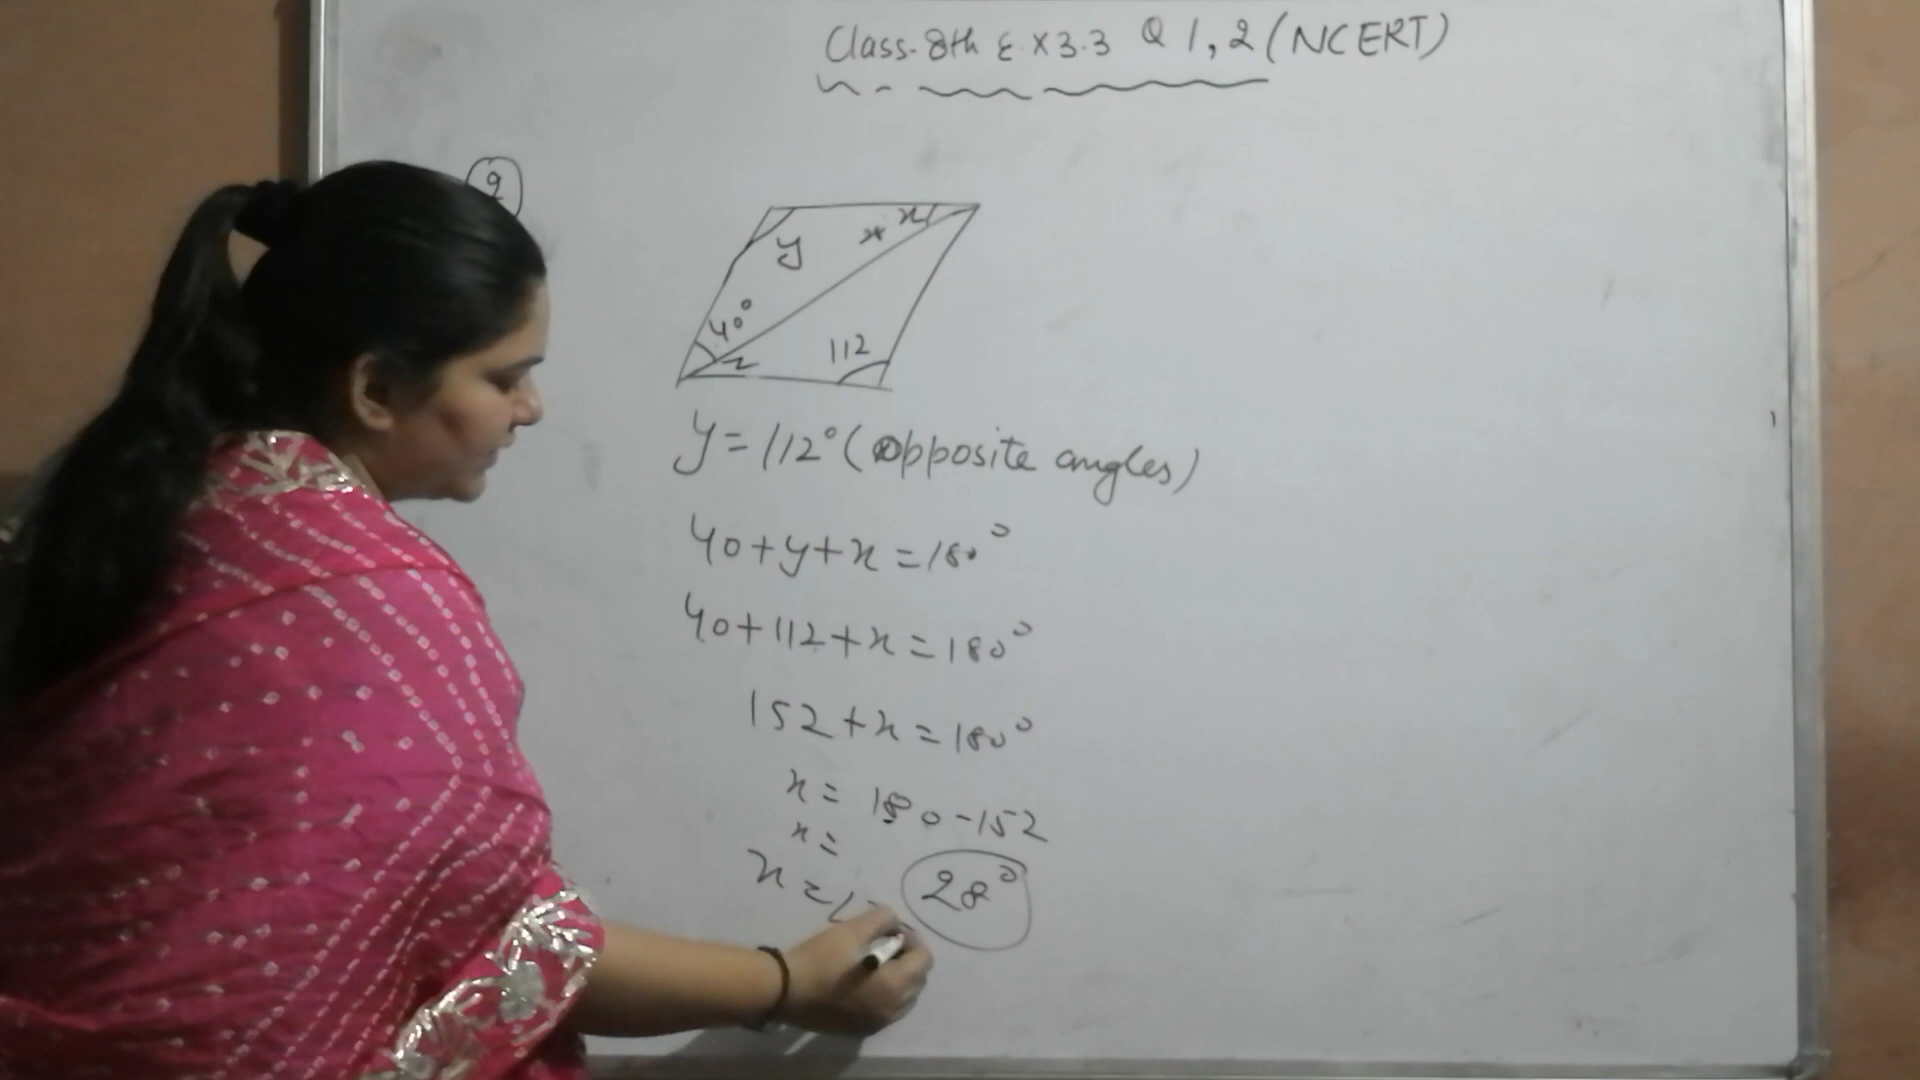 Class-8th Ex 3.3 Q 1, 2 (NCERT)
y
x
x
40°
z
112
y = 112° (opposite angles)
40 + y + x = 180°
40 + 112 + x = 180°
152 + x = 180°
x = 180 - 152
x =
x =
28°